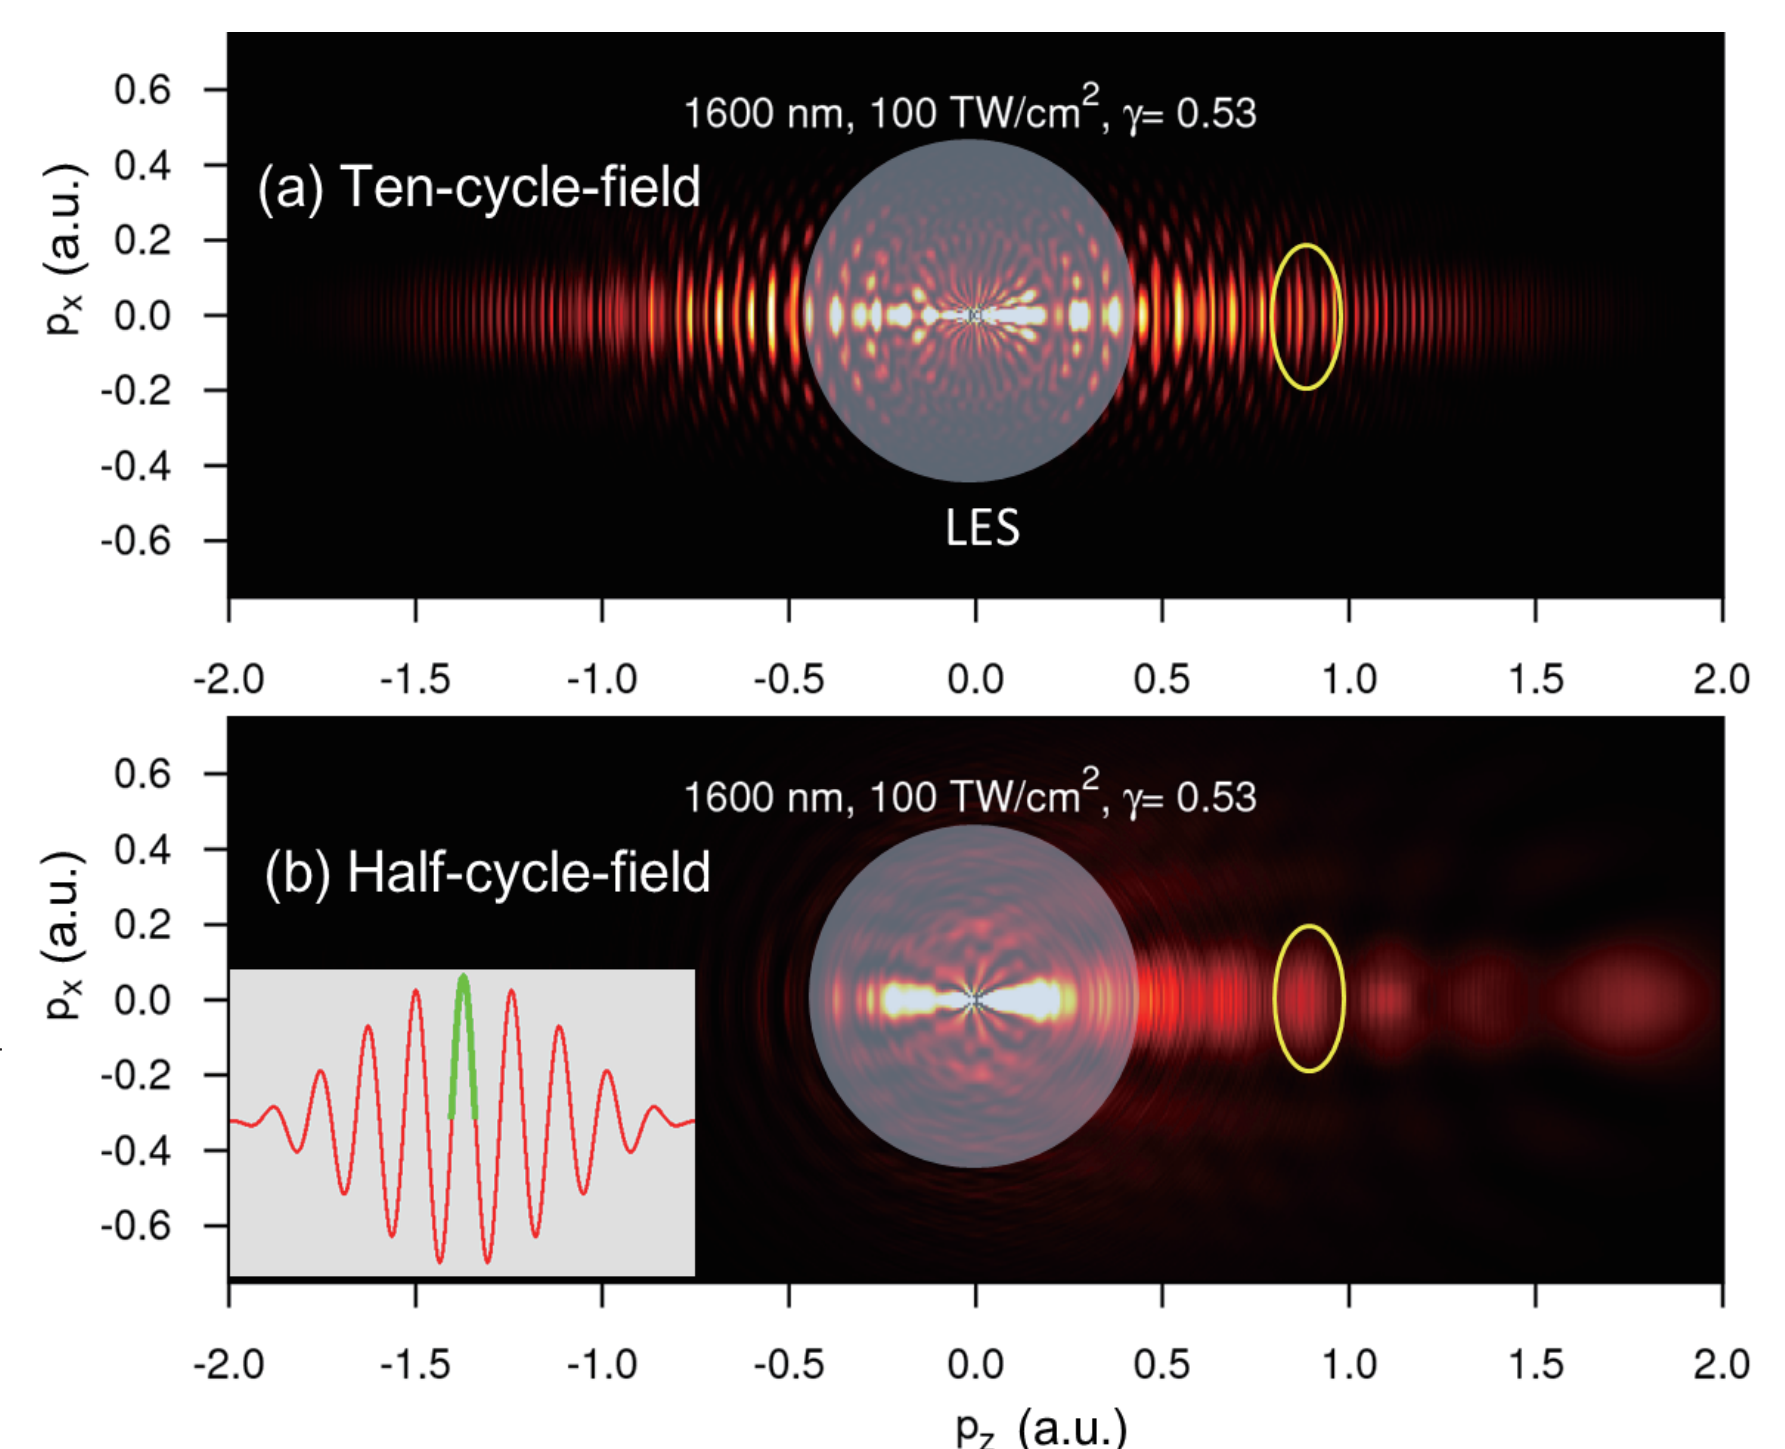 1600 nm, 100 TW/cm², γ= 0.53
(a) Ten-cycle-field
LES
pₓ (a.u.)
0.6
0.4
0.2
0.0
-0.2
-0.4
-0.6
-2.0 -1.5 -1.0 -0.5 0.0 0.5 1.0 1.5 2.0
1600 nm, 100 TW/cm², γ= 0.53
(b) Half-cycle-field
pₓ (a.u.)
0.6
0.4
0.2
0.0
-0.2
-0.4
-0.6
-2.0 -1.5 -1.0 -0.5 0.0 0.5 1.0 1.5 2.0
p_z (a.u.)